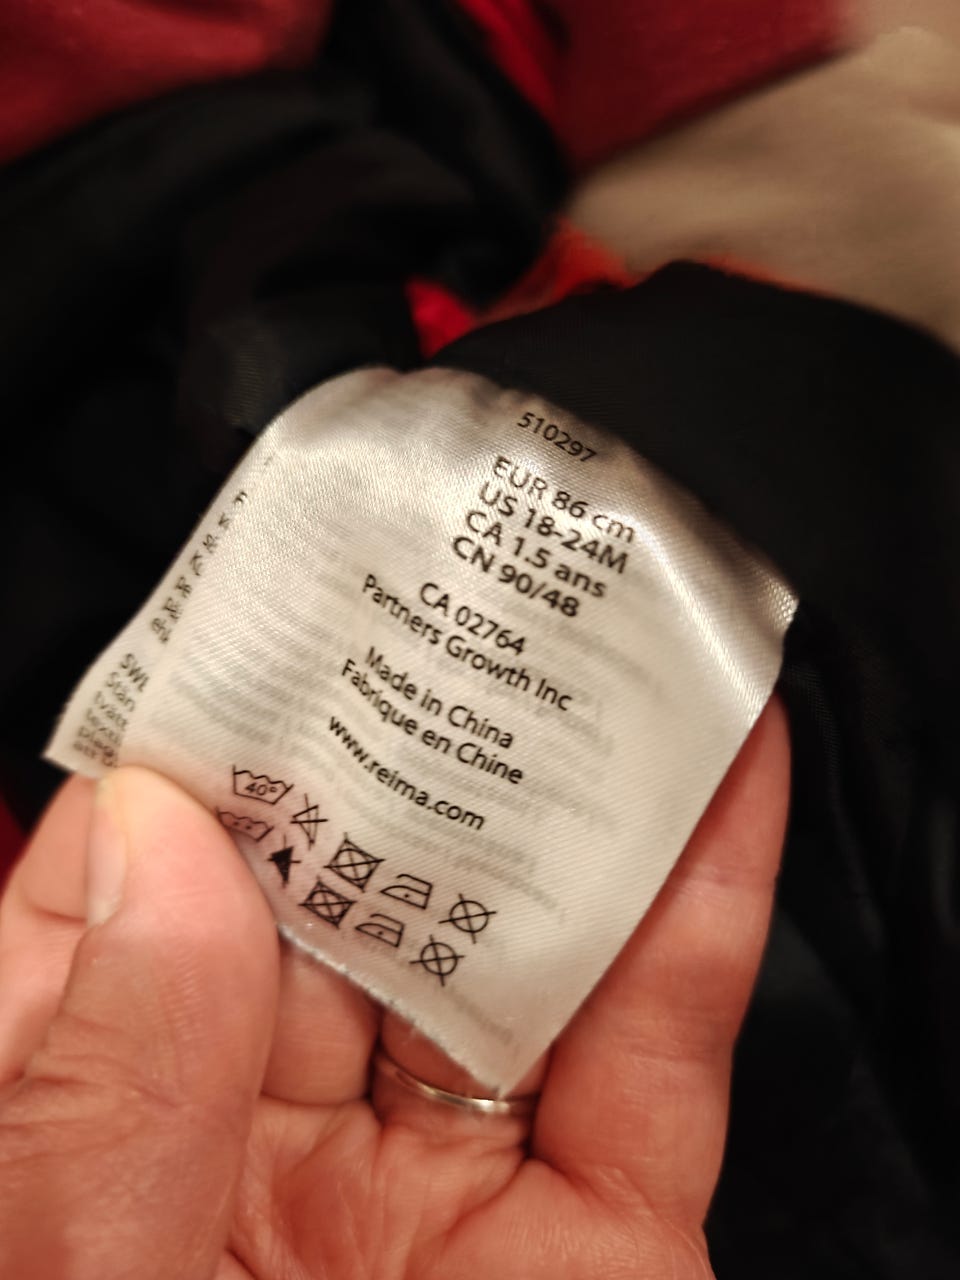 510297
EUR 86 cm
US 18-24M
CA 1.5 ans
CN 90/48
CA 02764
Partners Growth Inc
Made in China
Fabrique en Chine
www.reima.com
40°
SWE